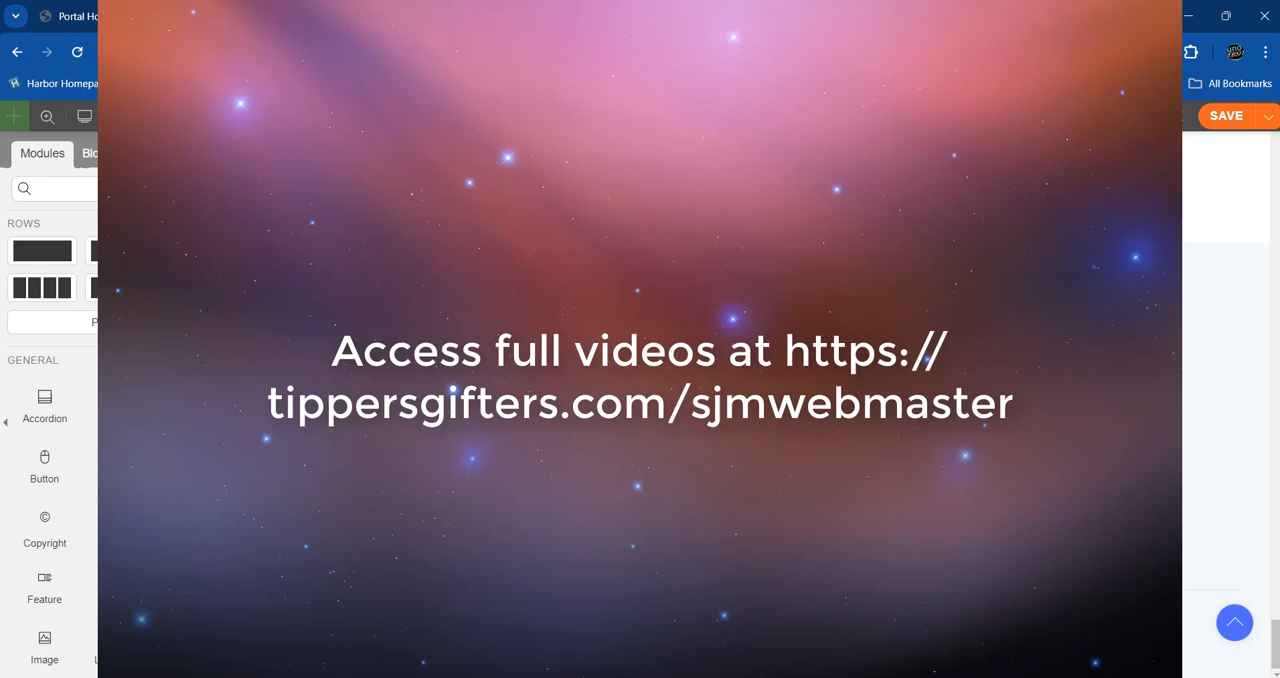 Portal Ho
Harbor Homepa
All Bookmarks
SAVE
Modules
Blo
ROWS
P
GENERAL
Accordion
Button
©
Copyright
Feature
Image
Access full videos at https://
tippersgifters.com/sjmwebmaster